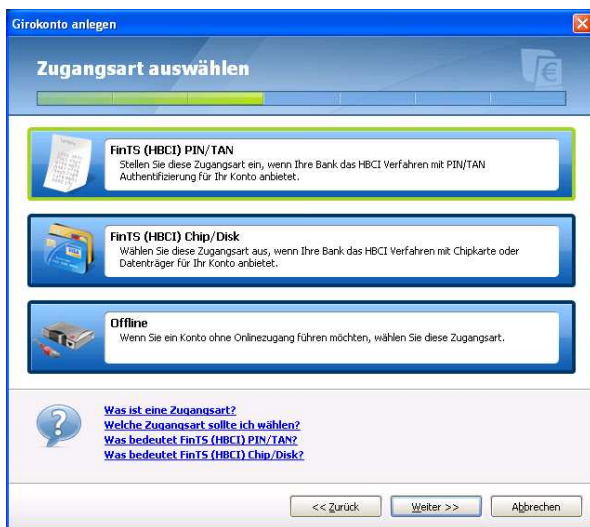 Girokonto anlegen
Zugangsart auswählen
FinTS (HBCI) PIN/TAN
Stellen Sie diese Zugangsart ein, wenn Ihre Bank das HBCI Verfahren mit PIN/TAN
Authentifizierung für Ihr Konto anbietet.
FinTS (HBCI) Chip/Disk
Wählen Sie diese Zugangsart aus, wenn Ihre Bank das HBCI Verfahren mit Chipkarte oder
Datenträger für Ihr Konto anbietet.
Offline
Wenn Sie ein Konto ohne Onlinezugang führen möchten, wählen Sie diese Zugangsart.
Was ist eine Zugangsart?
Welche Zugangsart sollte ich wählen?
Was bedeutet FinTS (HBCI) PIN/TAN?
Was bedeutet FinTS (HBCI) Chip/Disk?
<< Zurück Weiter >> Abbrechen